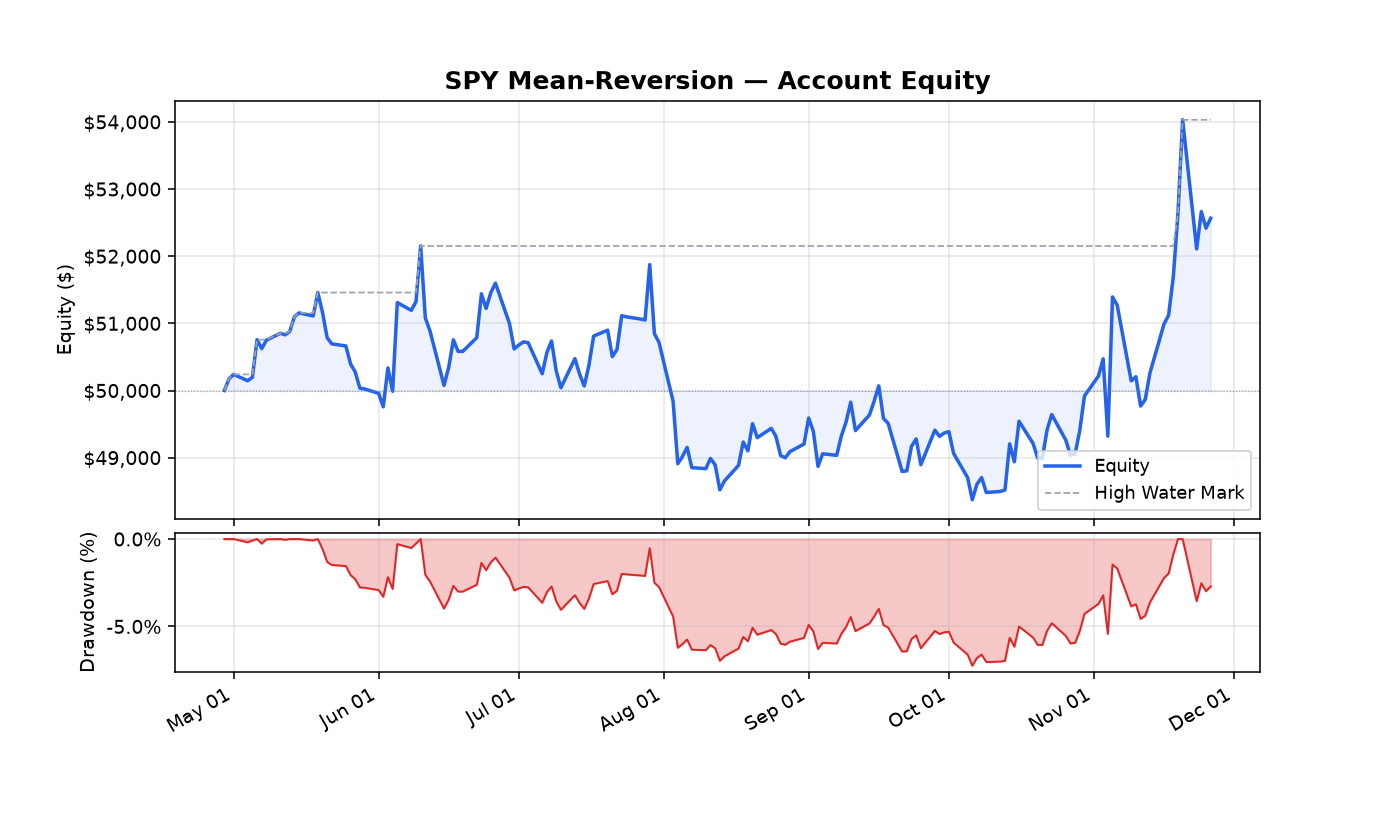 SPY Mean-Reversion — Account Equity
Equity ($)
$54,000
$53,000
$52,000
$51,000
$50,000
$49,000
Equity
High Water Mark
Drawdown (%)
0.0%
-5.0%
May 01
Jun 01
Jul 01
Aug 01
Sep 01
Oct 01
Nov 01
Dec 01